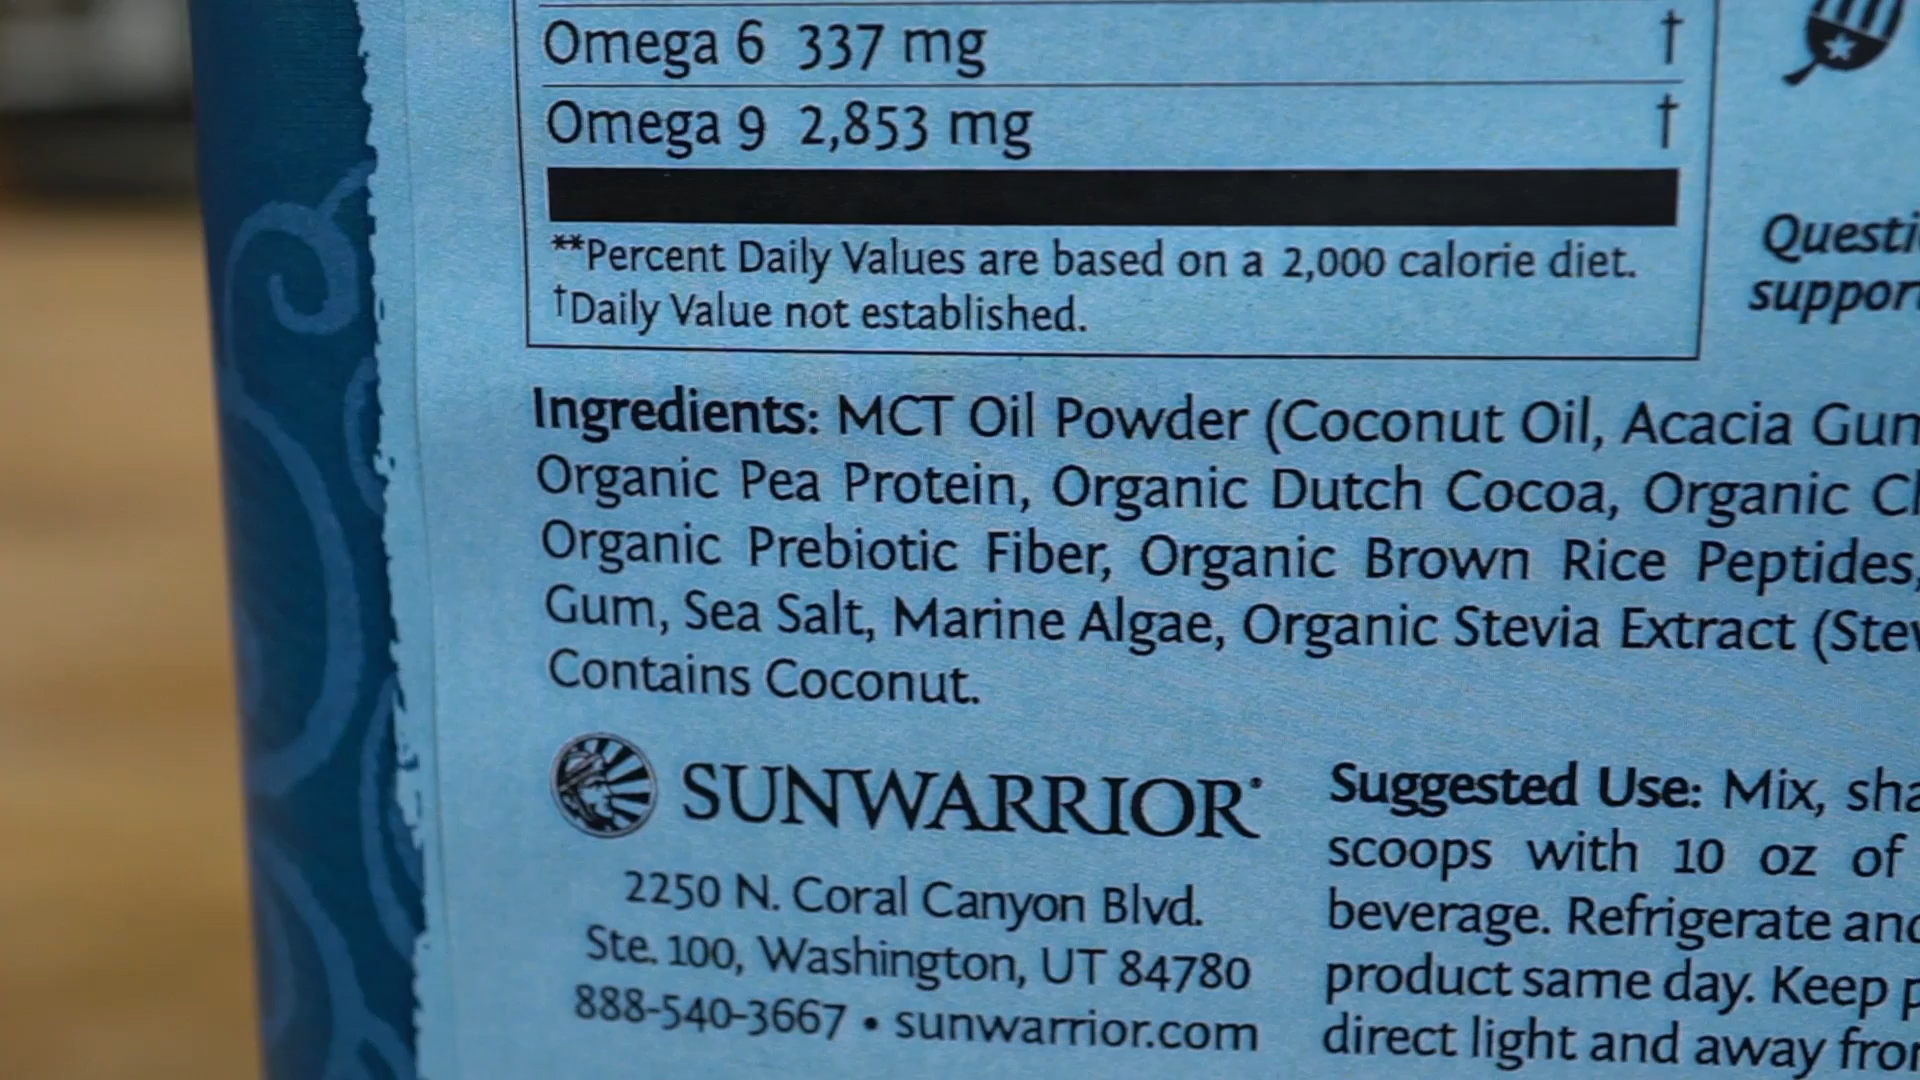 Omega 6 337 mg †
Omega 9 2,853 mg †
**Percent Daily Values are based on a 2,000 calorie diet.
†Daily Value not established.
Questi
suppor
Ingredients: MCT Oil Powder (Coconut Oil, Acacia Gum
Organic Pea Protein, Organic Dutch Cocoa, Organic Ch
Organic Prebiotic Fiber, Organic Brown Rice Peptides,
Gum, Sea Salt, Marine Algae, Organic Stevia Extract (Stev
Contains Coconut.
SUNWARRIOR
2250 N. Coral Canyon Blvd.
Ste. 100, Washington, UT 84780
888-540-3667 • sunwarrior.com
Suggested Use: Mix, sha
scoops with 10 oz of
beverage. Refrigerate and
product same day. Keep p
direct light and away from